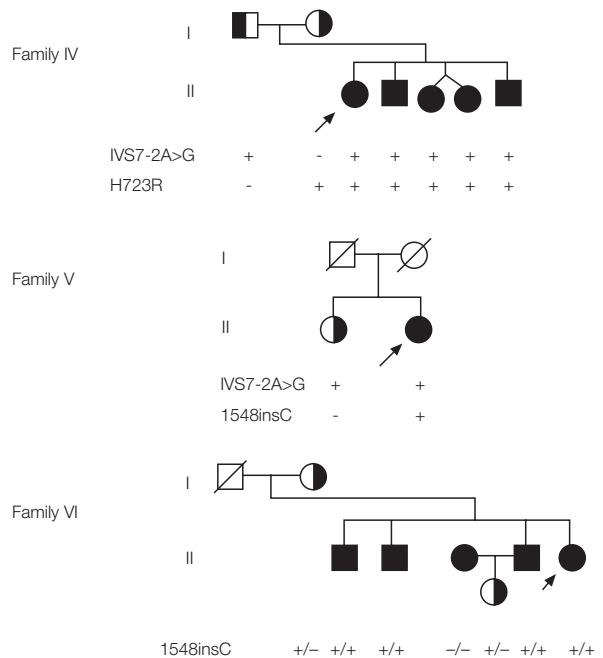 I
Family IV
II
IVS7-2A>G + - + + + + +
H723R - + + + + + +
I
Family V
II
IVS7-2A>G + +
1548insC - +
I
Family VI
II
1548insC +/– +/+ +/+ –/– +/– +/+ +/+